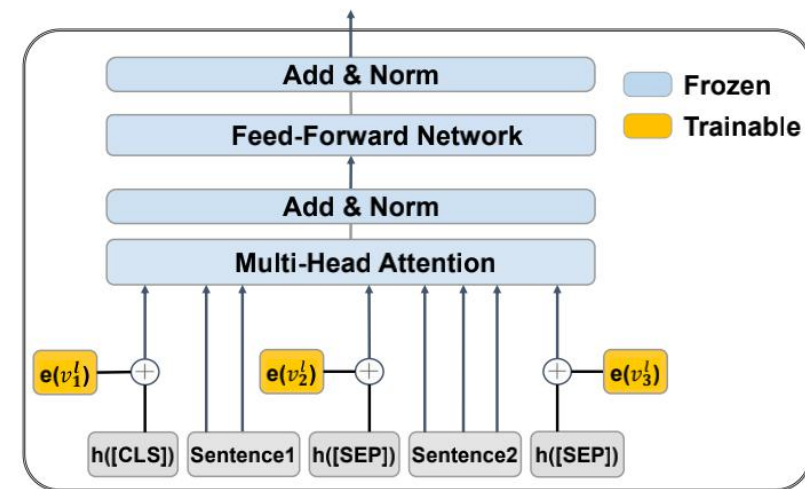 Add & Norm
Frozen
Feed-Forward Network
Trainable
Add & Norm
Multi-Head Attention
e(v₁ˡ) + e(v₂ˡ) + + e(v₃ˡ)
h([CLS]) Sentence1 h([SEP]) Sentence2 h([SEP])